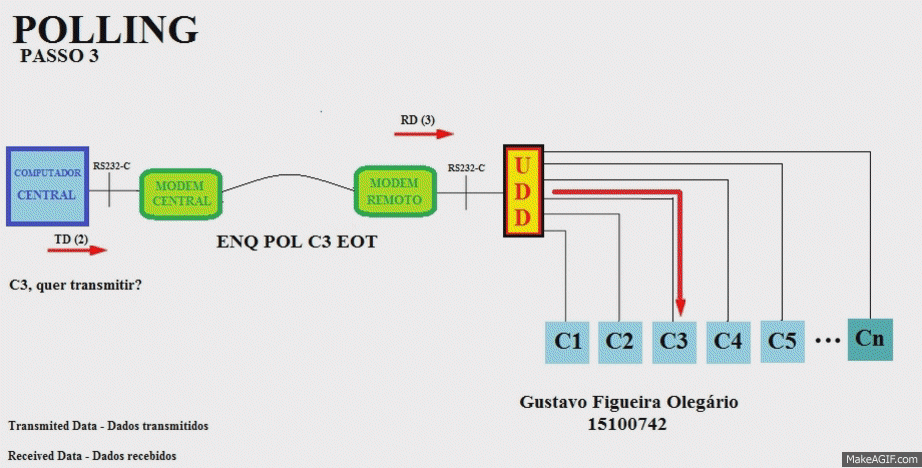 POLLING
PASSO 3
RD (3)
COMPUTADOR
CENTRAL
RS232-C
MODEM
CENTRAL
MODEM
REMOTO
RS232-C
U
D
D
TD (2)
ENQ POL C3 EOT
C3, quer transmitir?
C1 C2 C3 C4 C5 ... Cn
Gustavo Figueira Olegário
15100742
Transmited Data - Dados transmitidos
Received Data - Dados recebidos
MakeAGIF.com